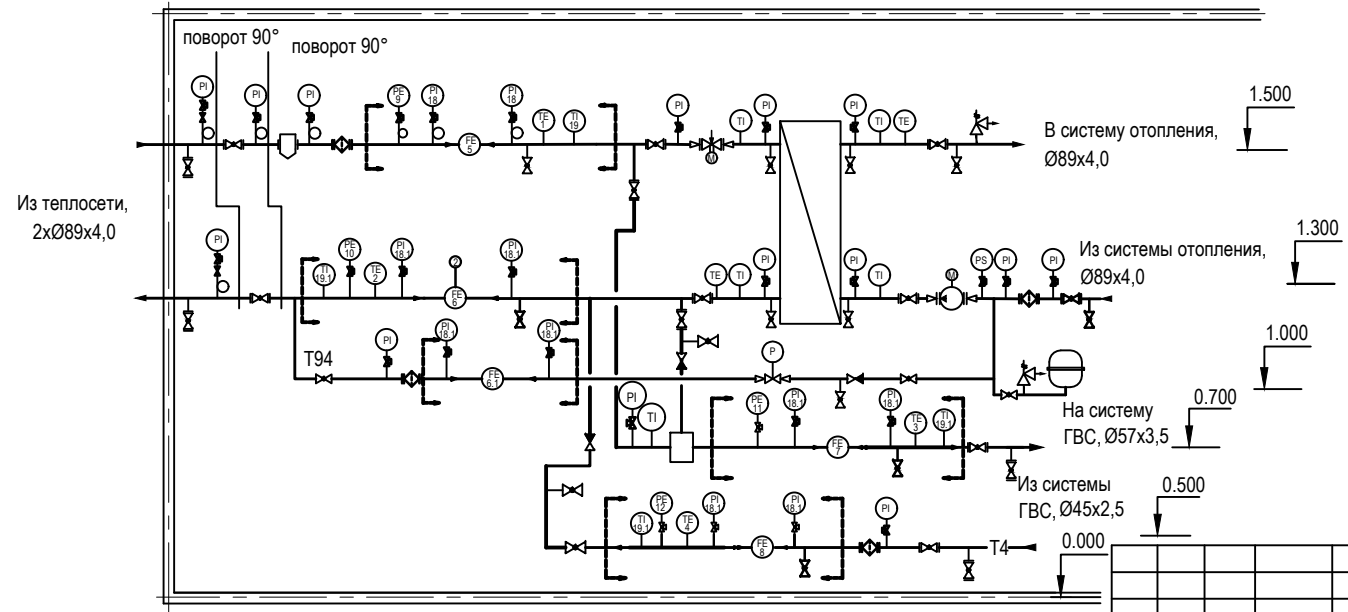 поворот 90°
поворот 90°
PI
PI
PI
PE 9
PI 18
PI 18
TE 1
TI 19
FE 5
PI
TI
PI
M
PI
TI
TE
1.500
В систему отопления,
Ø89x4,0
Из теплосети,
2xØ89x4,0
PI
TI 19.1
PE 10
TE 2
PI 18.1
2
FE 6
PI 18.1
TE
TI
PI
PI
TI
M
PS
PI
PI
1.300
Из системы отопления,
Ø89x4,0
T94
PI
PI 18.1
FE 6.1
PI 18.1
P
1.000
PI
TI
PE 11
PI 18.1
FE 7
PI 18.1
TE 3
TI 19.1
На систему
ГВС, Ø57x3,5
0.700
TI 19.1
PE 12
TE 4
PI 18.1
FE 8
PI 18.1
PI
T4
Из системы
ГВС, Ø45x2,5
0.500
0.000